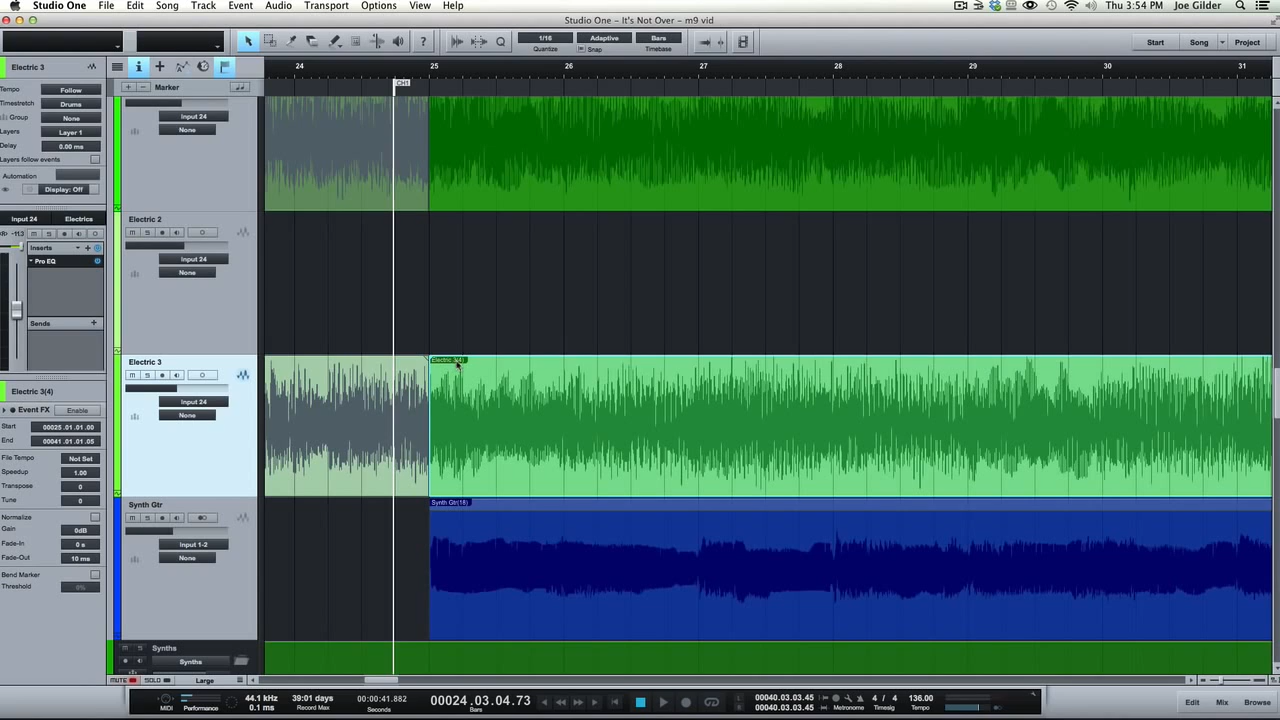 Studio One File Edit Song Track Event Audio Transport Options View Help Thu 3:54 PM Joe Gilder
Studio One - It's Not Over - m9 vid
1/16 Adaptive Bars Start Song Project
Quantize Snap Timebase
Electric 3 24 25 26 27 28 29 30 31
Tempo Follow Marker CH1
Timestretch Drums
Group None Input 24
Layers Layer 1 None
Delay 0.00 ms
Layers follow events
Automation
Display: Off
Input 24 Electrics Electric 2
-11.3 M S
Inserts
Pro EQ Input 24
None
Sends
Electric 3 Electric 3(4)
M S
Electric 3(4)
Event FX Enable Input 24
Start 00025.01.01.00 None
End 00041.01.01.05
File Tempo Not Set
Speedup 1.00
Transpose 0
Tune 0 Synth Gtr Synth Gtr(18)
Normalize M S
Gain 0dB
Fade-In 0 s Input 1-2
Fade-Out 10 ms None
Bend Marker
Threshold 0%
M S Synths
Synths
MUTE SOLO Large
MIDI Performance 44.1 kHz 0.1 ms 39:01 days Record Max 00:00:41.882 Seconds 00024.03.04.73 Bars L 00040.03.03.45 R 00040.03.03.45 Metronome 4 / 4 Timesig 136.00 Tempo Edit Mix Browse